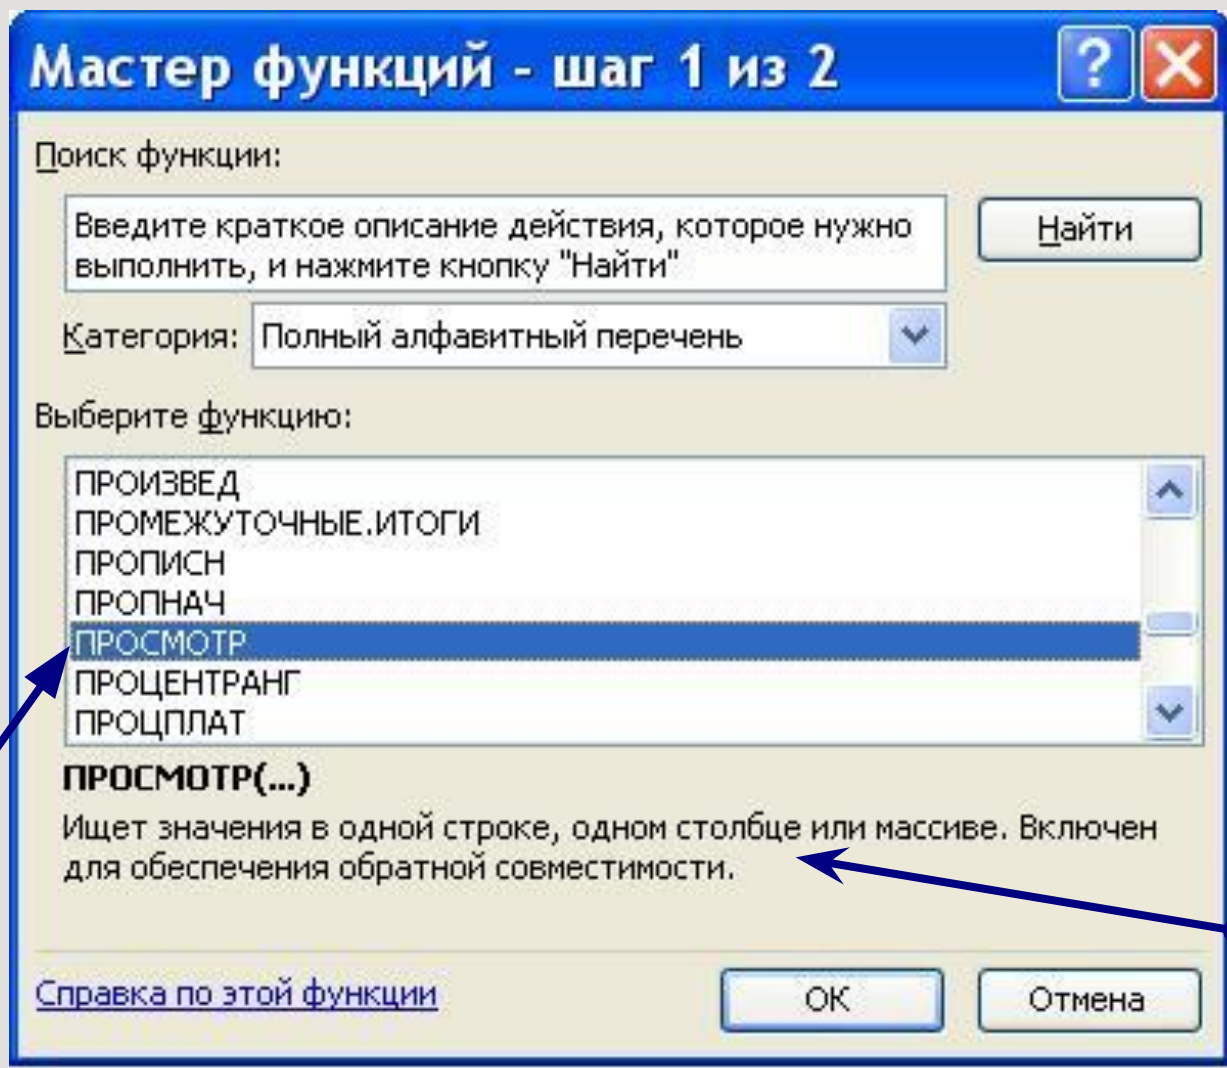 Мастер функций - шаг 1 из 2
Поиск функции:
Введите краткое описание действия, которое нужно
выполнить, и нажмите кнопку "Найти"
Найти
Категория: Полный алфавитный перечень
Выберите функцию:
ПРОИЗВЕД
ПРОМЕЖУТОЧНЫЕ.ИТОГИ
ПРОПИСН
ПРОПНАЧ
ПРОСМОТР
ПРОЦЕНТРАНГ
ПРОЦПЛАТ
ПРОСМОТР(...)
Ищет значения в одной строке, одном столбце или массиве. Включен
для обеспечения обратной совместимости.
Справка по этой функции
ОК
Отмена